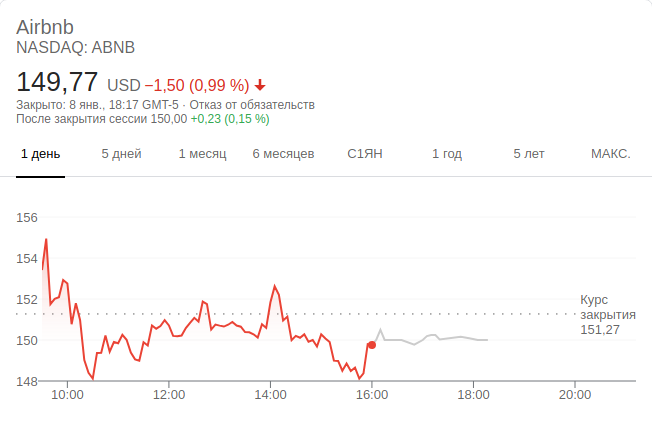 Airbnb
NASDAQ: ABNB
149,77 USD −1,50 (0,99 %)
Закрыто: 8 янв., 18:17 GMT-5 · Отказ от обязательств
После закрытия сессии 150,00 +0,23 (0,15 %)
1 день 5 дней 1 месяц 6 месяцев С1ЯН 1 год 5 лет МАКС.
156
154
152
Курс
закрытия
151,27
150
148
10:00 12:00 14:00 16:00 18:00 20:00